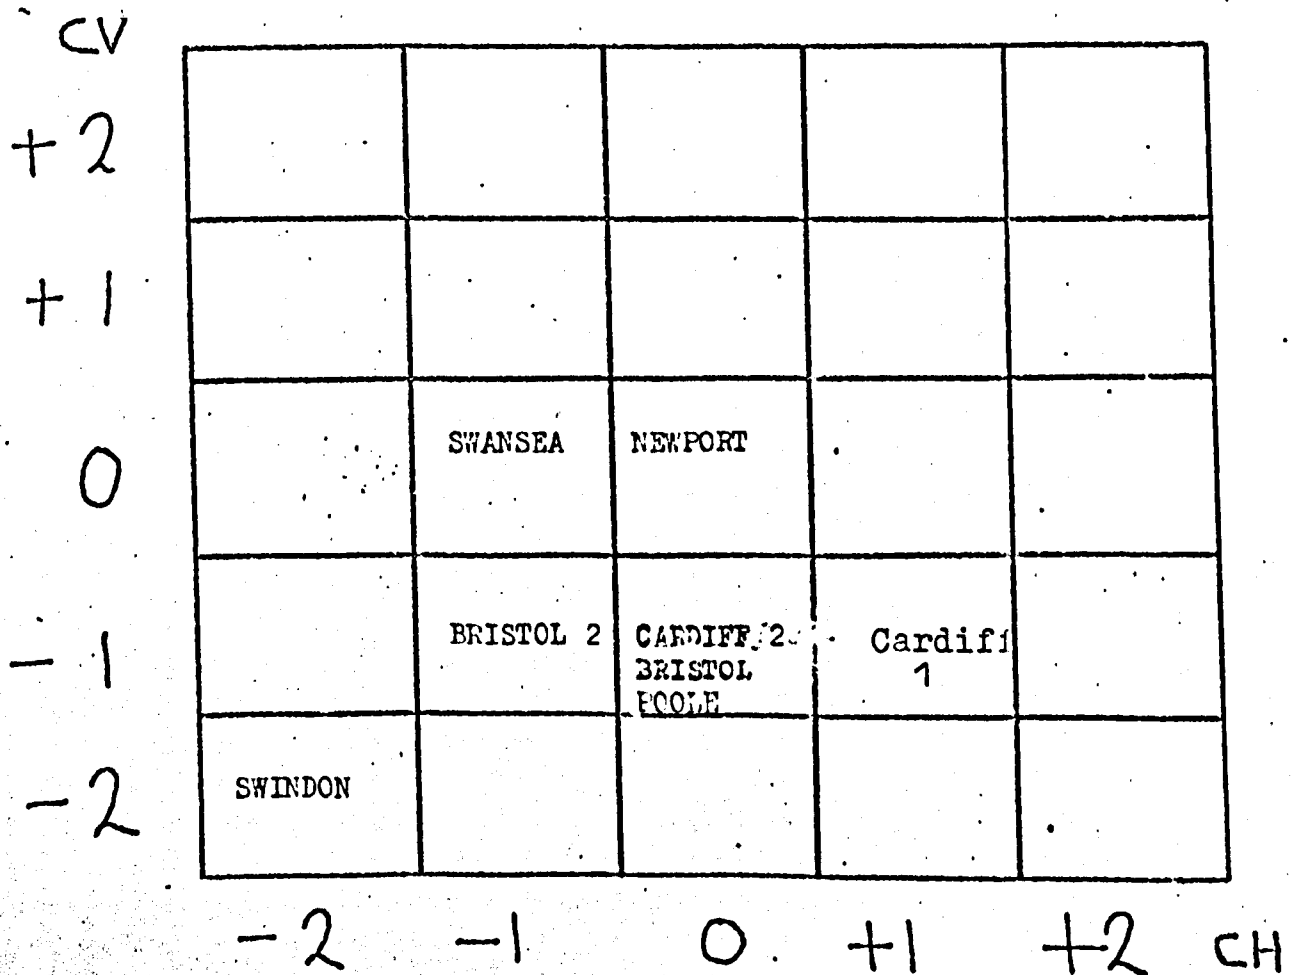 CV
+2
+1
0
SWANSEA NEWPORT
-1
BRISTOL 2 CARDIFF 2 Cardiff
BRISTOL 1
POOLE
-2
SWINDON
-2 -1 0 +1 +2 CH